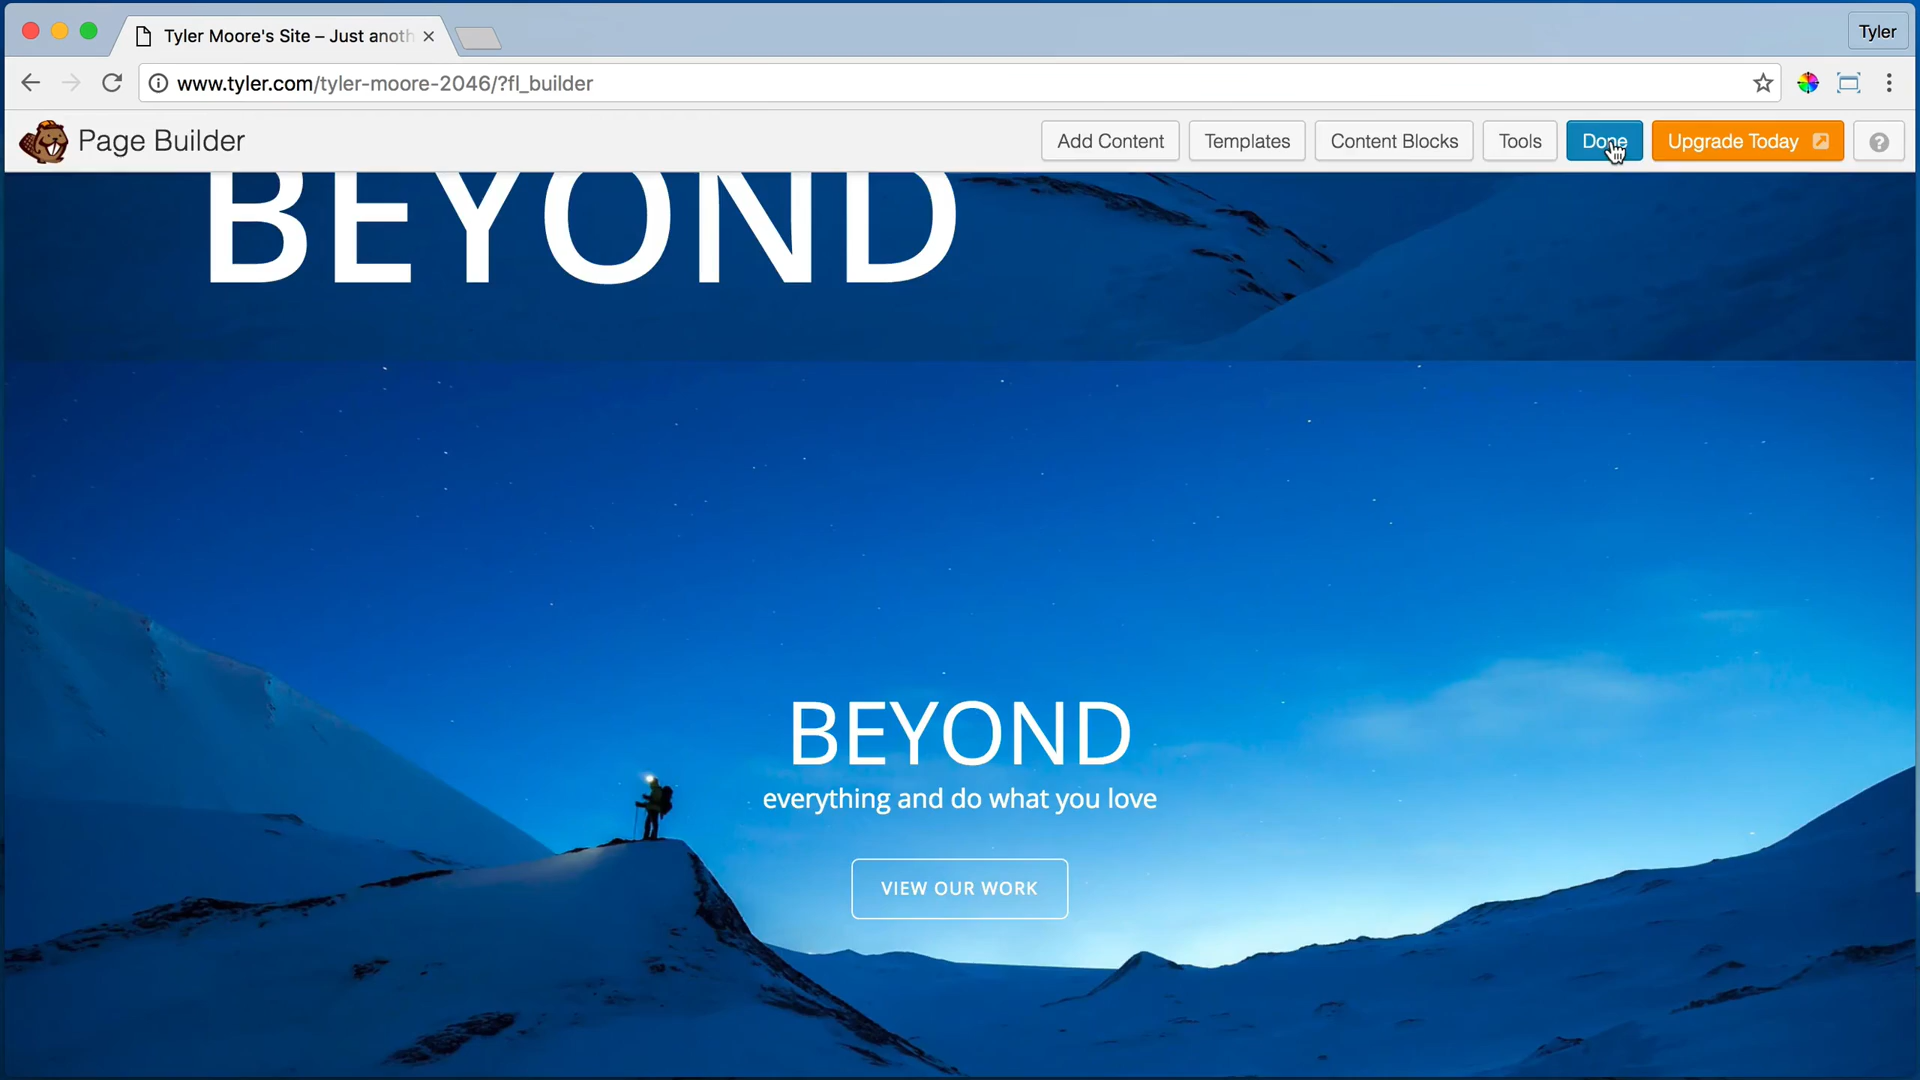 Tyler Moore's Site – Just anoth
Tyler
www.tyler.com/tyler-moore-2046/?fl_builder
Page Builder
Add Content
Templates
Content Blocks
Tools
Done
Upgrade Today
?
BEYOND
BEYOND
everything and do what you love
VIEW OUR WORK